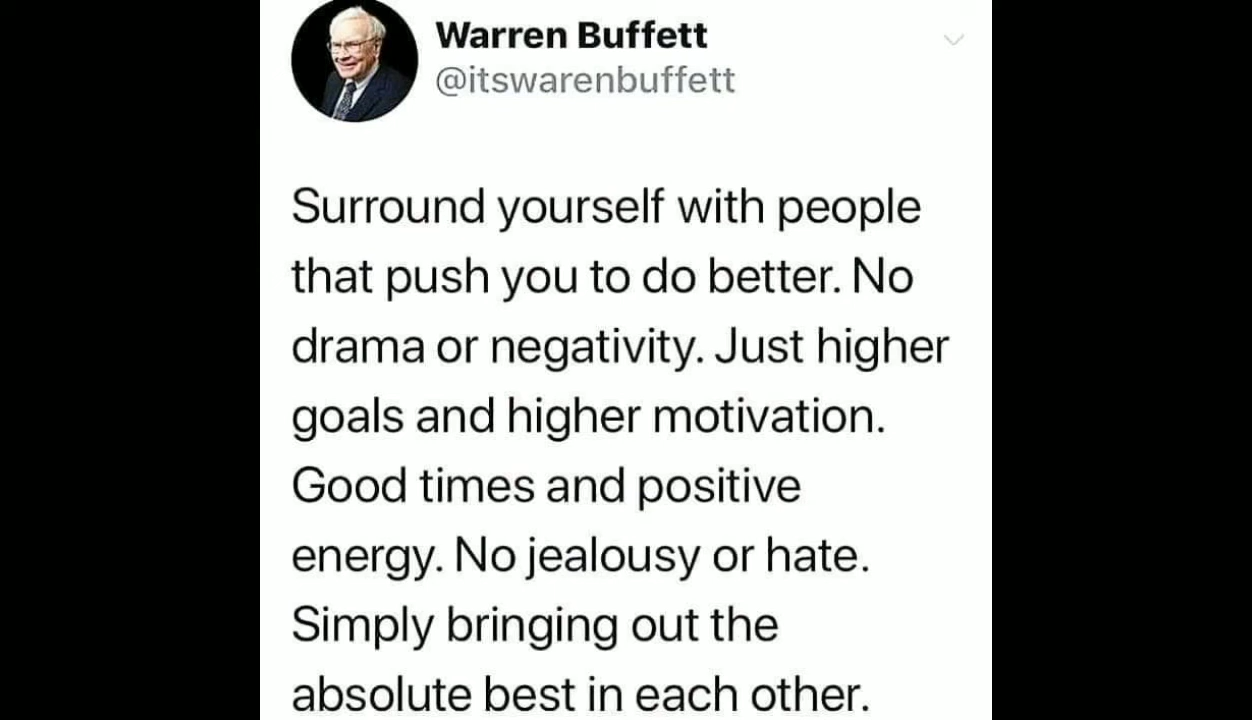 Warren Buffett
@itswarenbuffett
Surround yourself with people
that push you to do better. No
drama or negativity. Just higher
goals and higher motivation.
Good times and positive
energy. No jealousy or hate.
Simply bringing out the
absolute best in each other.